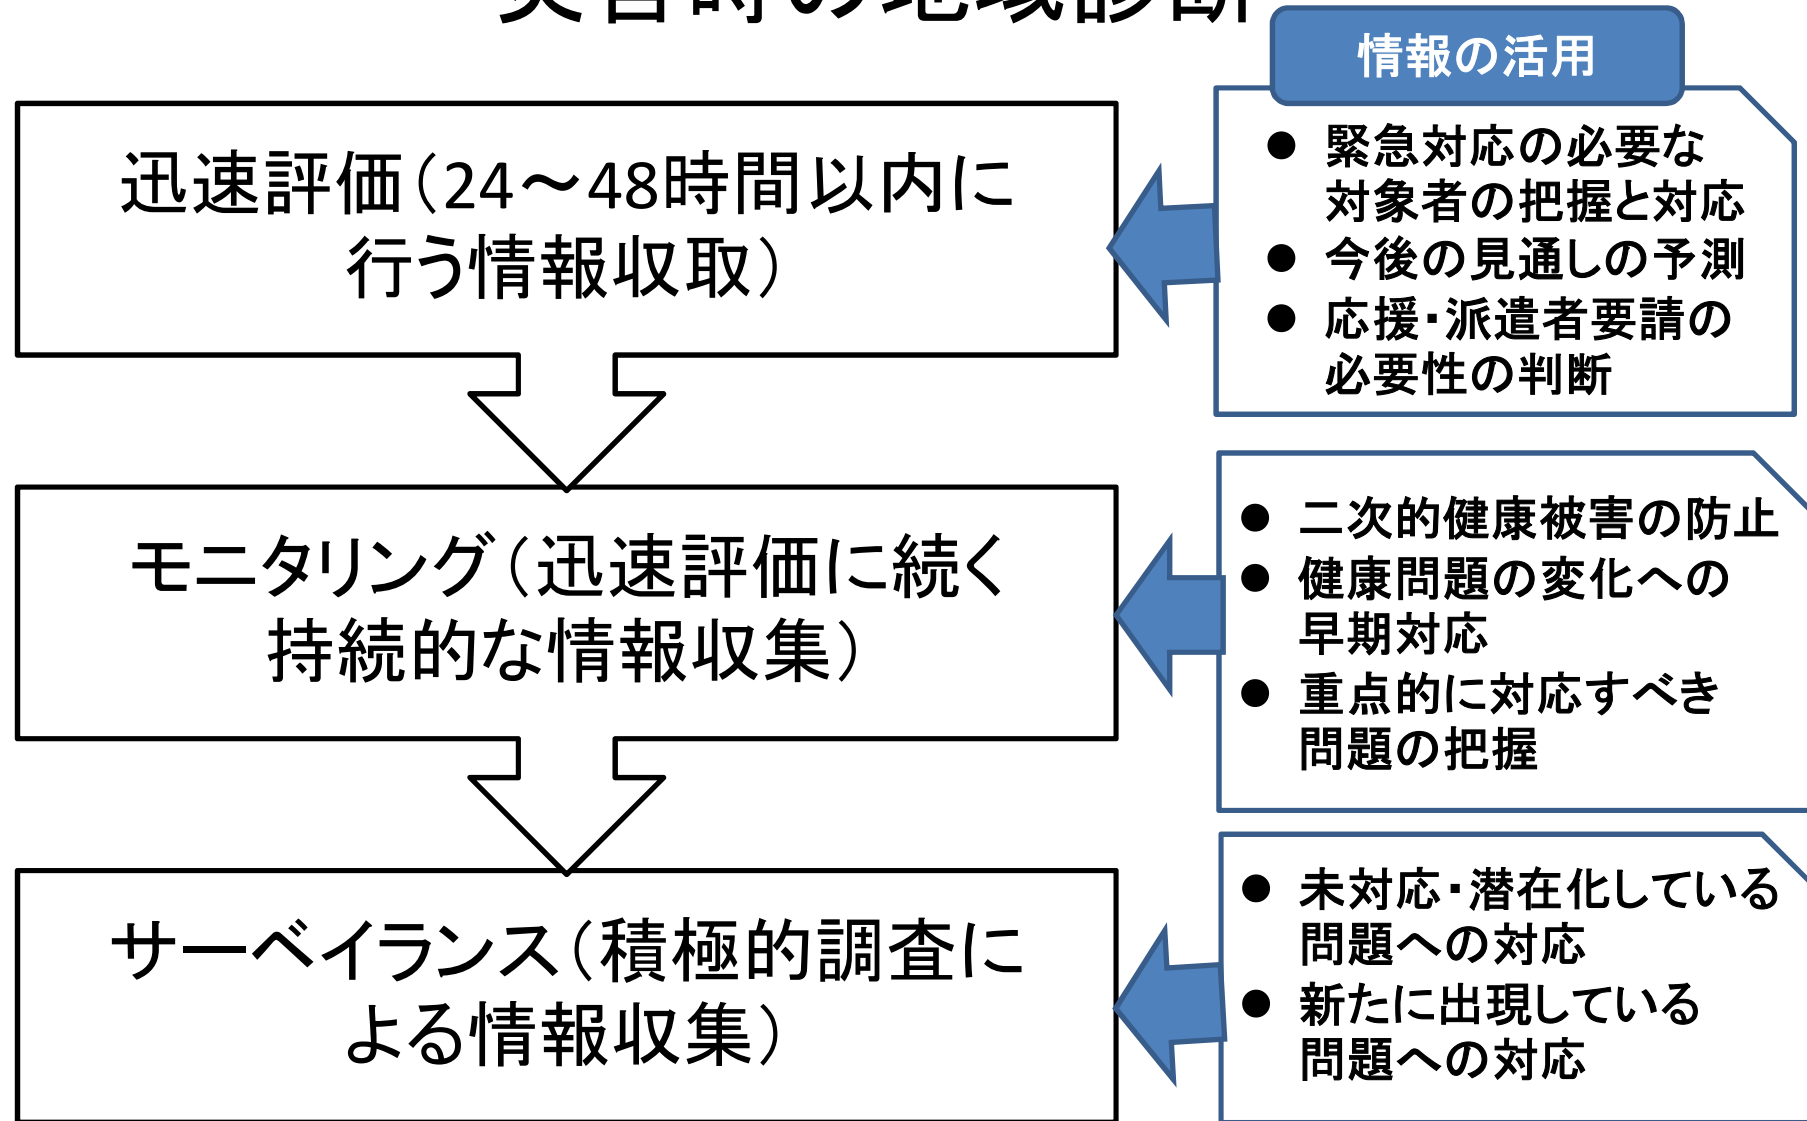 災害時の地域診断
情報の活用
迅速評価（24～48時間以内に
行う情報収取）
● 緊急対応の必要な
対象者の把握と対応
● 今後の見通しの予測
● 応援・派遣者要請の
必要性の判断
モニタリング（迅速評価に続く
持続的な情報収集）
● 二次的健康被害の防止
● 健康問題の変化への
早期対応
● 重点的に対応すべき
問題の把握
サーベイランス（積極的調査に
よる情報収集）
● 未対応・潜在化している
問題への対応
● 新たに出現している
問題への対応